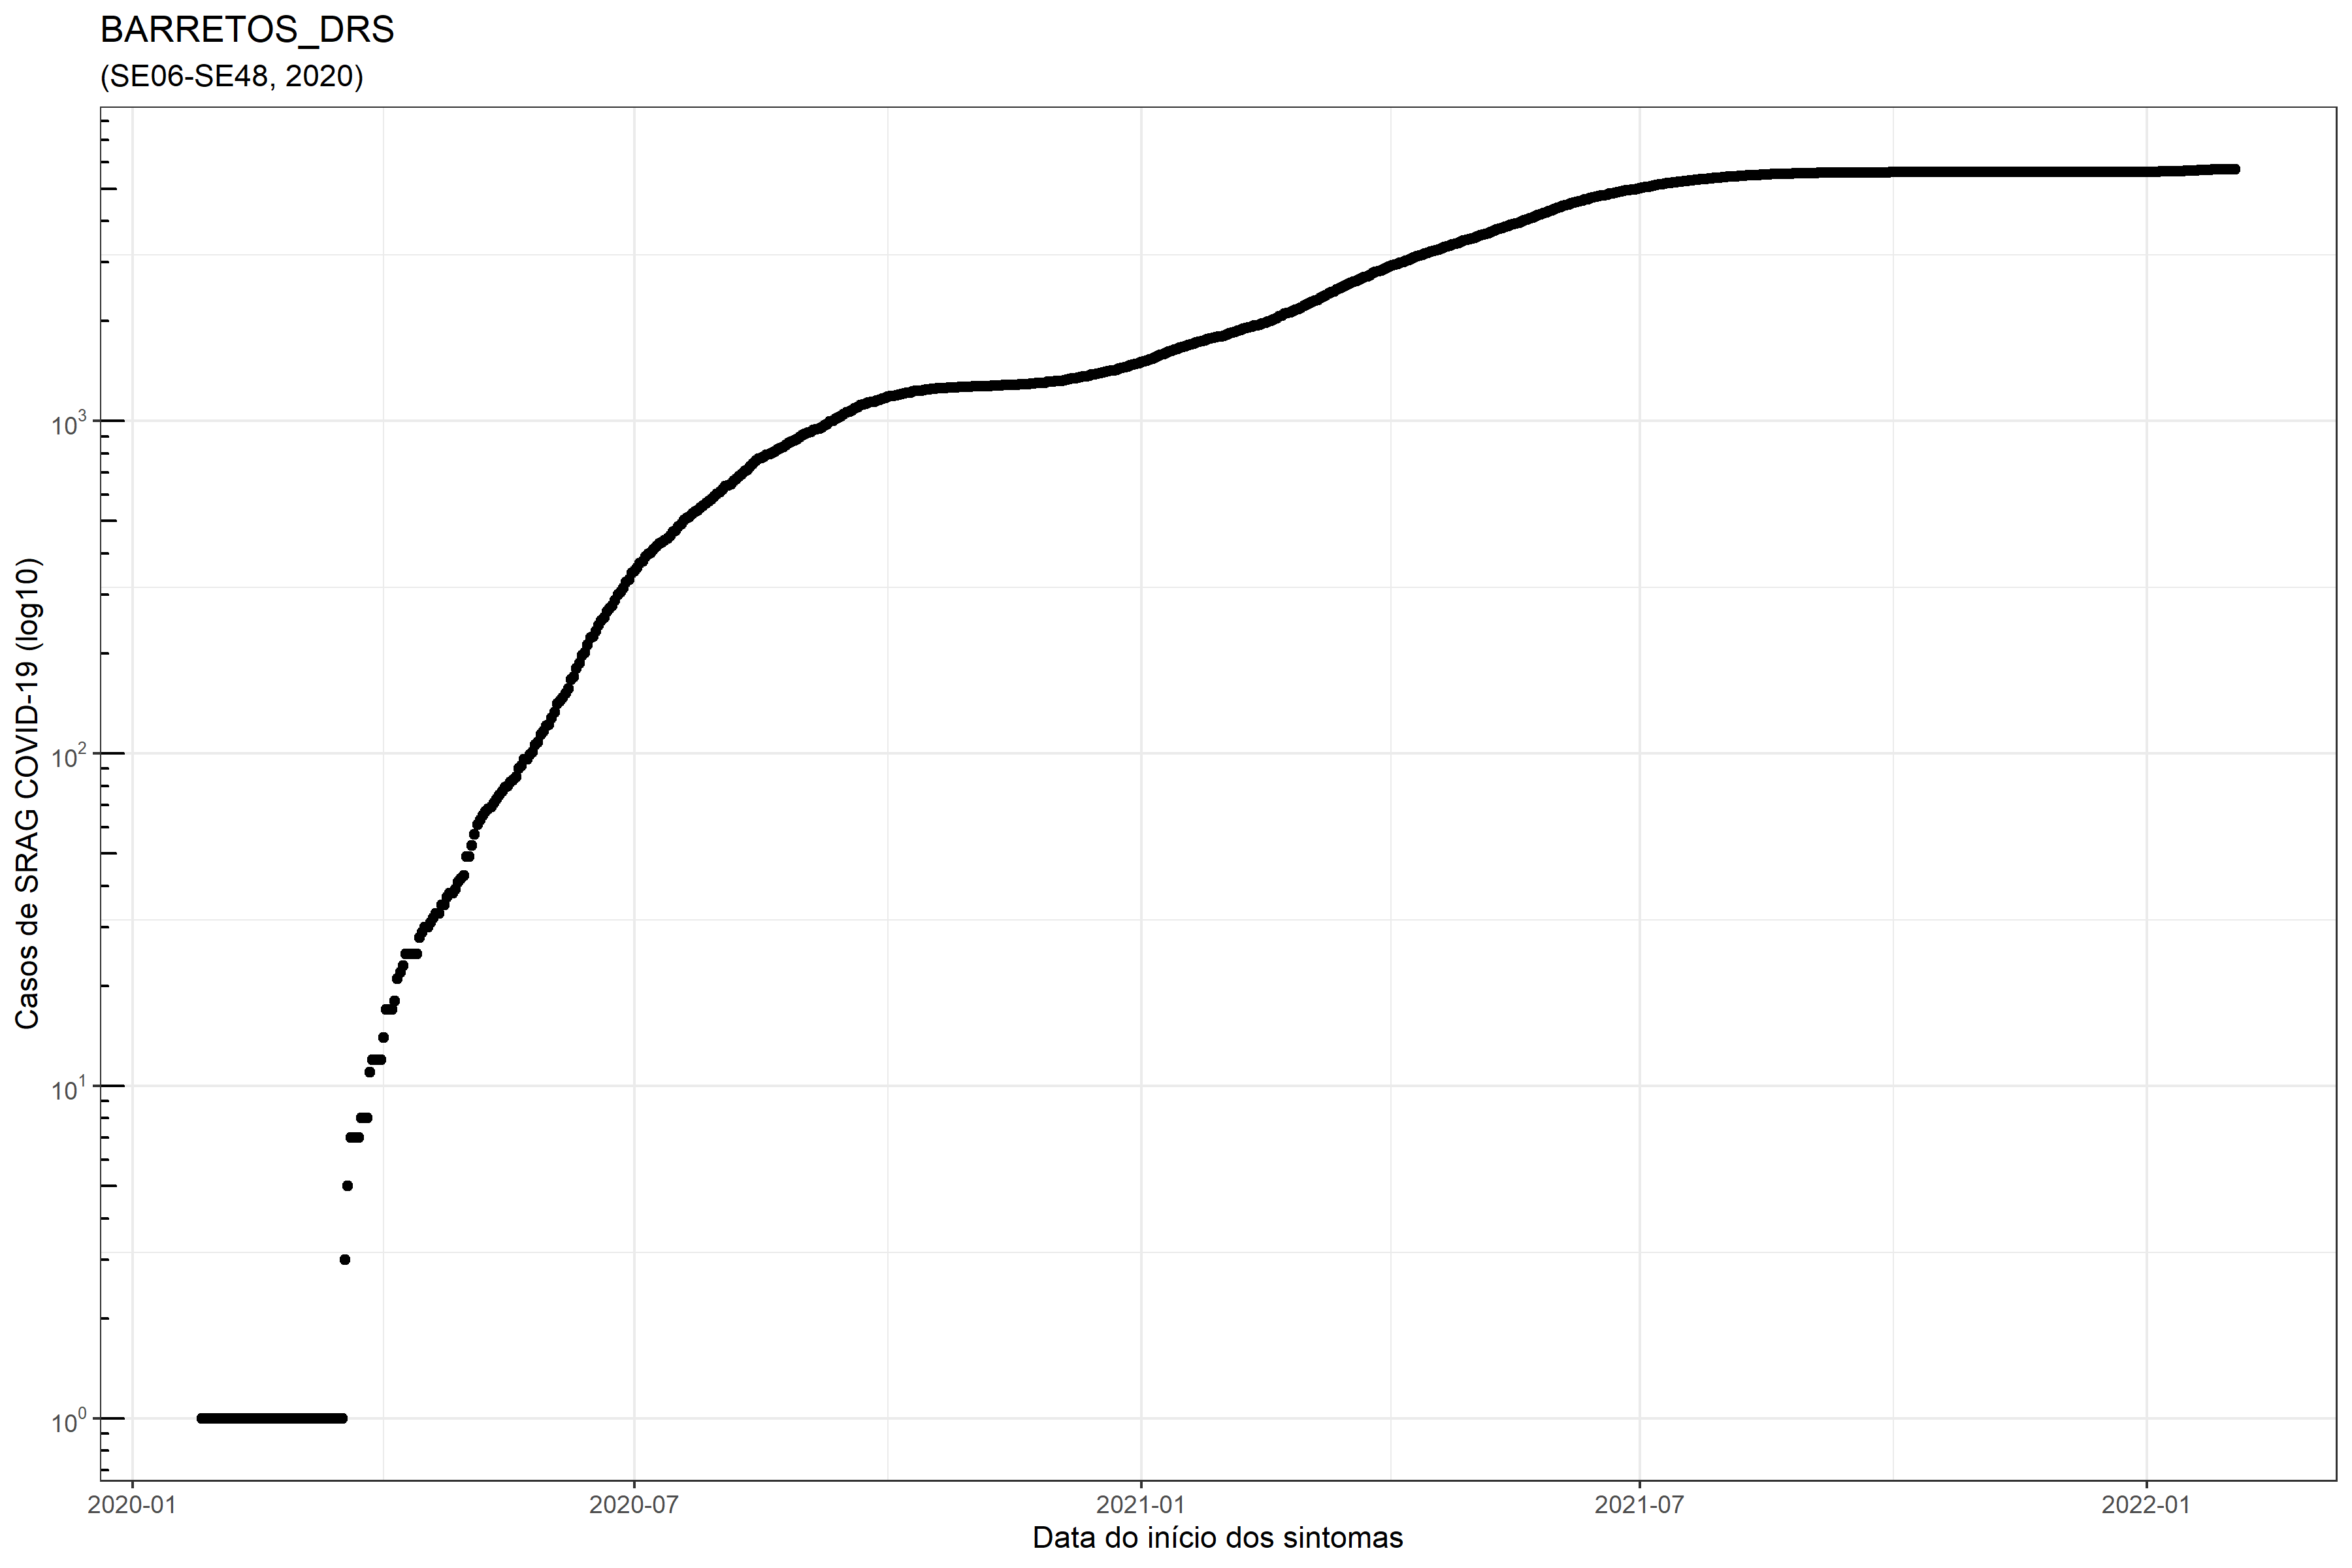 BARRETOS_DRS
(SE06-SE48, 2020)
Casos de SRAG COVID-19 (log10)
10³
10²
10¹
10⁰
2020-01
2020-07
2021-01
2021-07
2022-01
Data do início dos sintomas